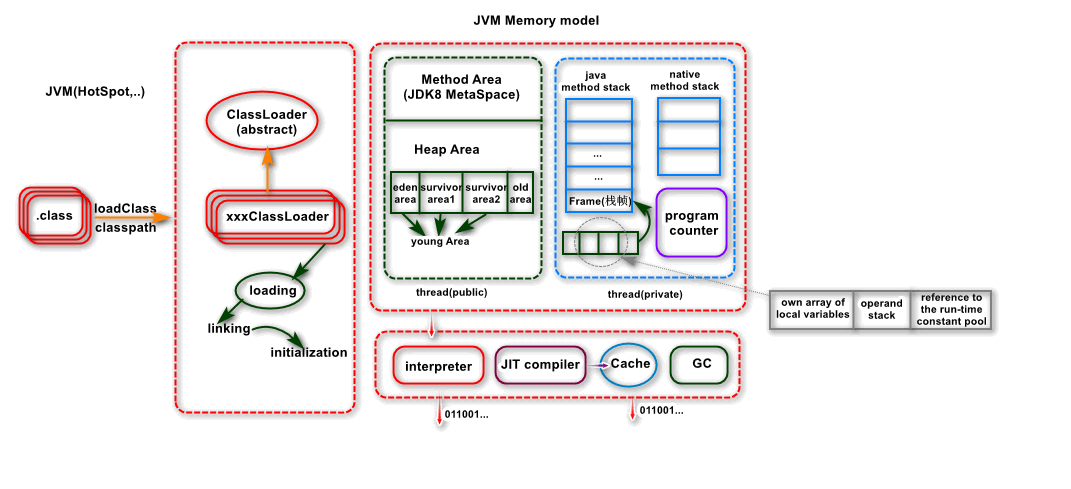 JVM Memory model
JVM(HotSpot,..)
.class
loadClass
classpath
ClassLoader
(abstract)
xxxClassLoader
loading
linking
initialization
Method Area
(JDK8 MetaSpace)
Heap Area
eden
area
survivor
area1
survivor
area2
old
area
young Area
thread(public)
java
method stack
...
...
Frame(栈帧)
native
method stack
program
counter
thread(private)
own array of
local variables
operand
stack
reference to
the run-time
constant pool
interpreter
JIT compiler
Cache
GC
011001...
011001...